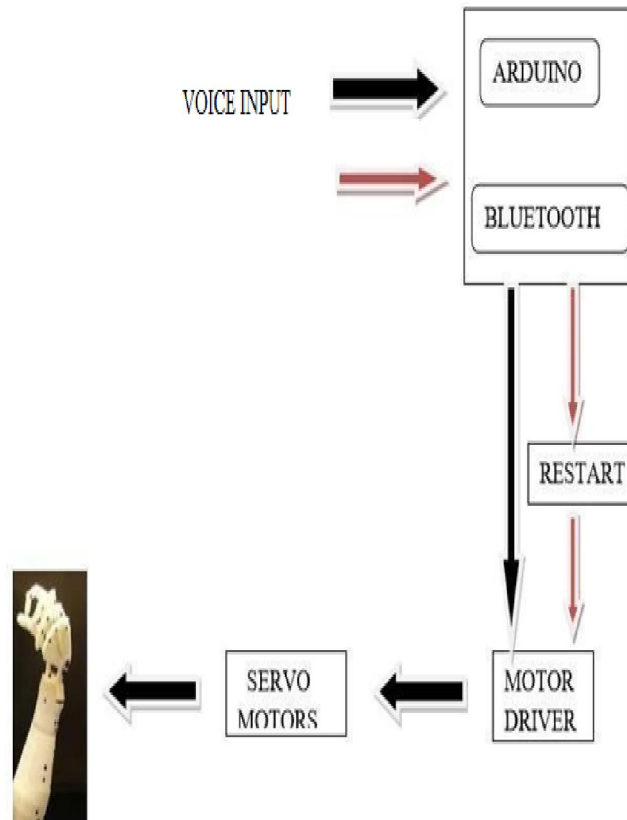 ARDUINO
VOICE INPUT
BLUETOOTH
RESTART
SERVO
MOTORS
MOTOR
DRIVER